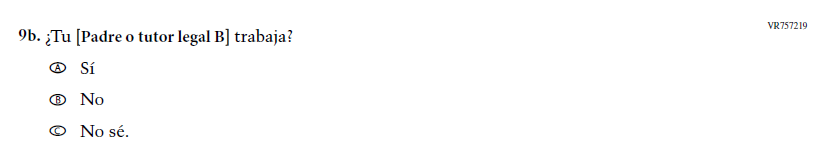 VR757219
9b. ¿Tu [Padre o tutor legal B] trabaja?
A Sí
B No
C No sé.